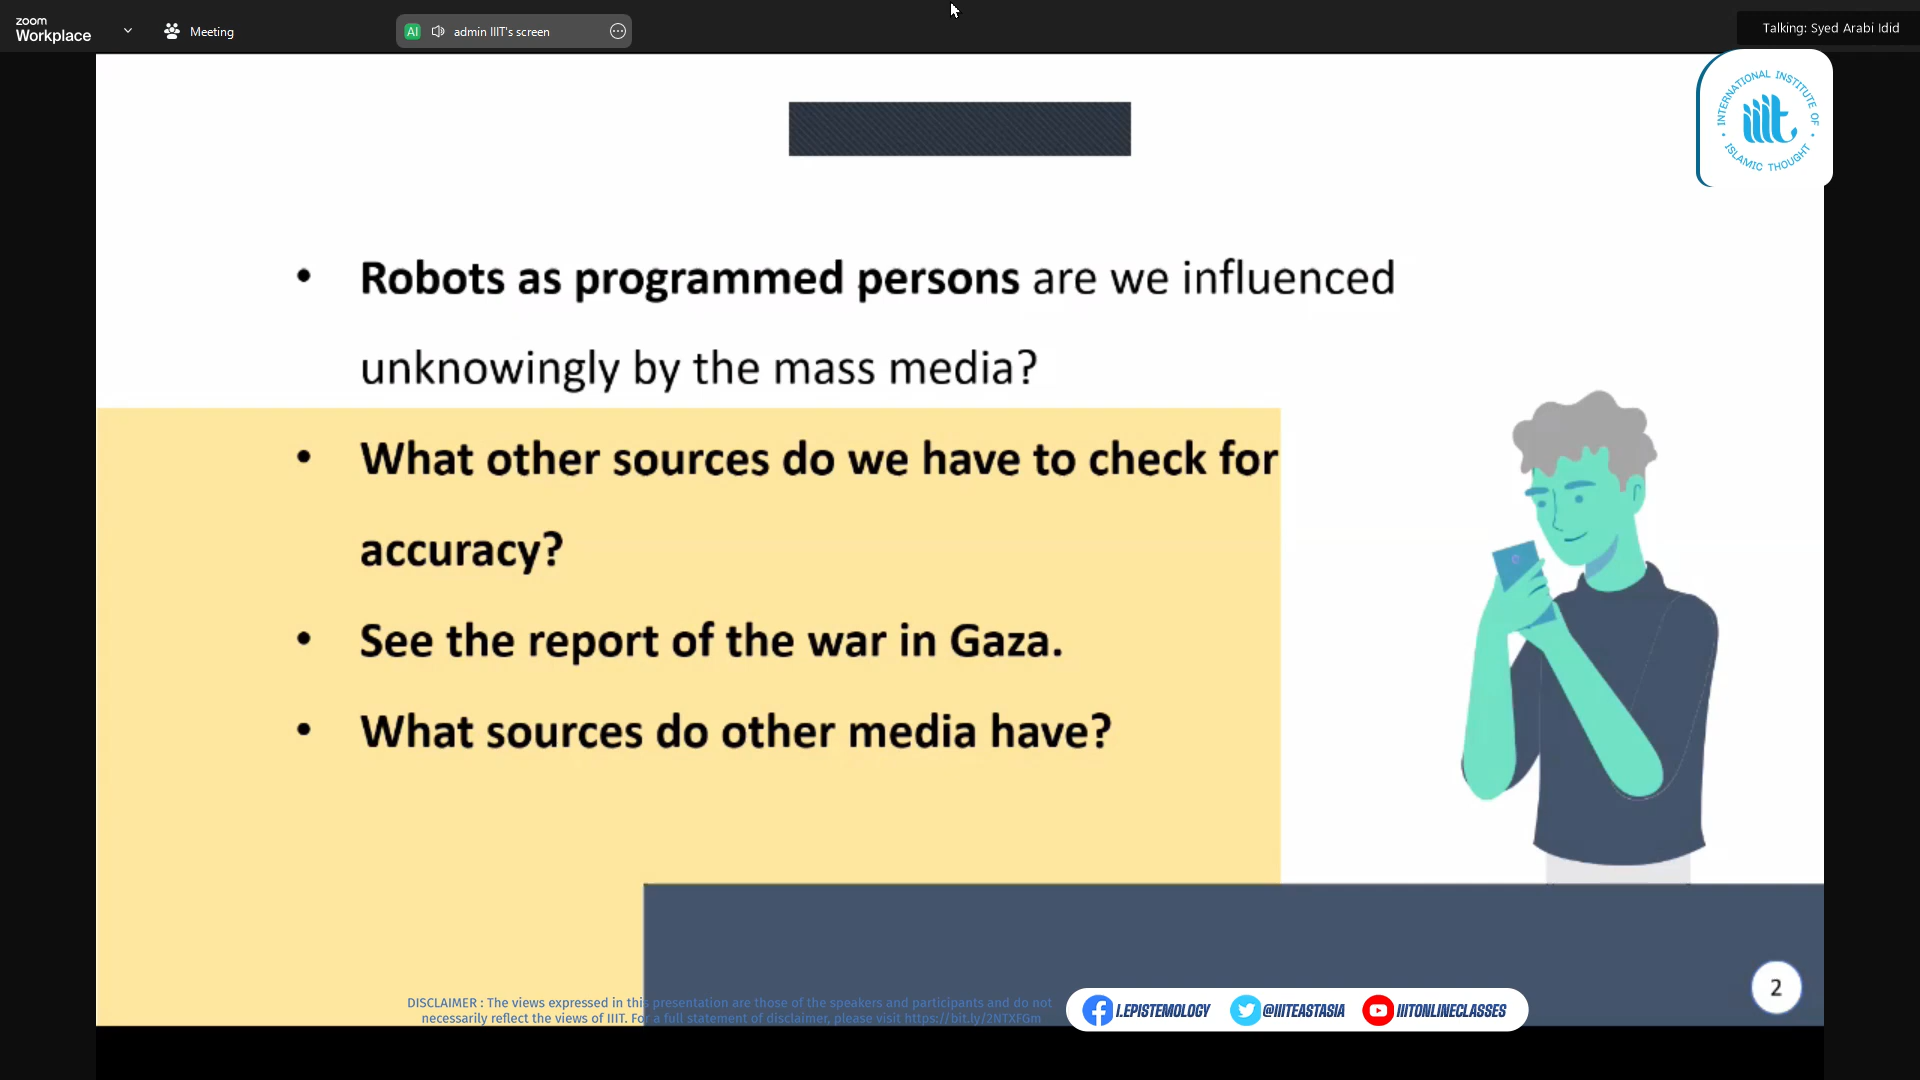 zoom
Workplace
Meeting
AI
admin IIIT's screen
Talking: Syed Arabi Idid
INTERNATIONAL INSTITUTE OF
iiit
ISLAMIC THOUGHT
• Robots as programmed persons are we influenced
unknowingly by the mass media?
• What other sources do we have to check for
accuracy?
• See the report of the war in Gaza.
• What sources do other media have?
DISCLAIMER : The views expressed in this presentation are those of the speakers and participants and do not
necessarily reflect the views of IIIT. For a full statement of disclaimer, please visit https://bit.ly/2NTXFGm
I.EPISTEMOLOGY
@IIITEASTASIA
IIITONLINECLASSES
2